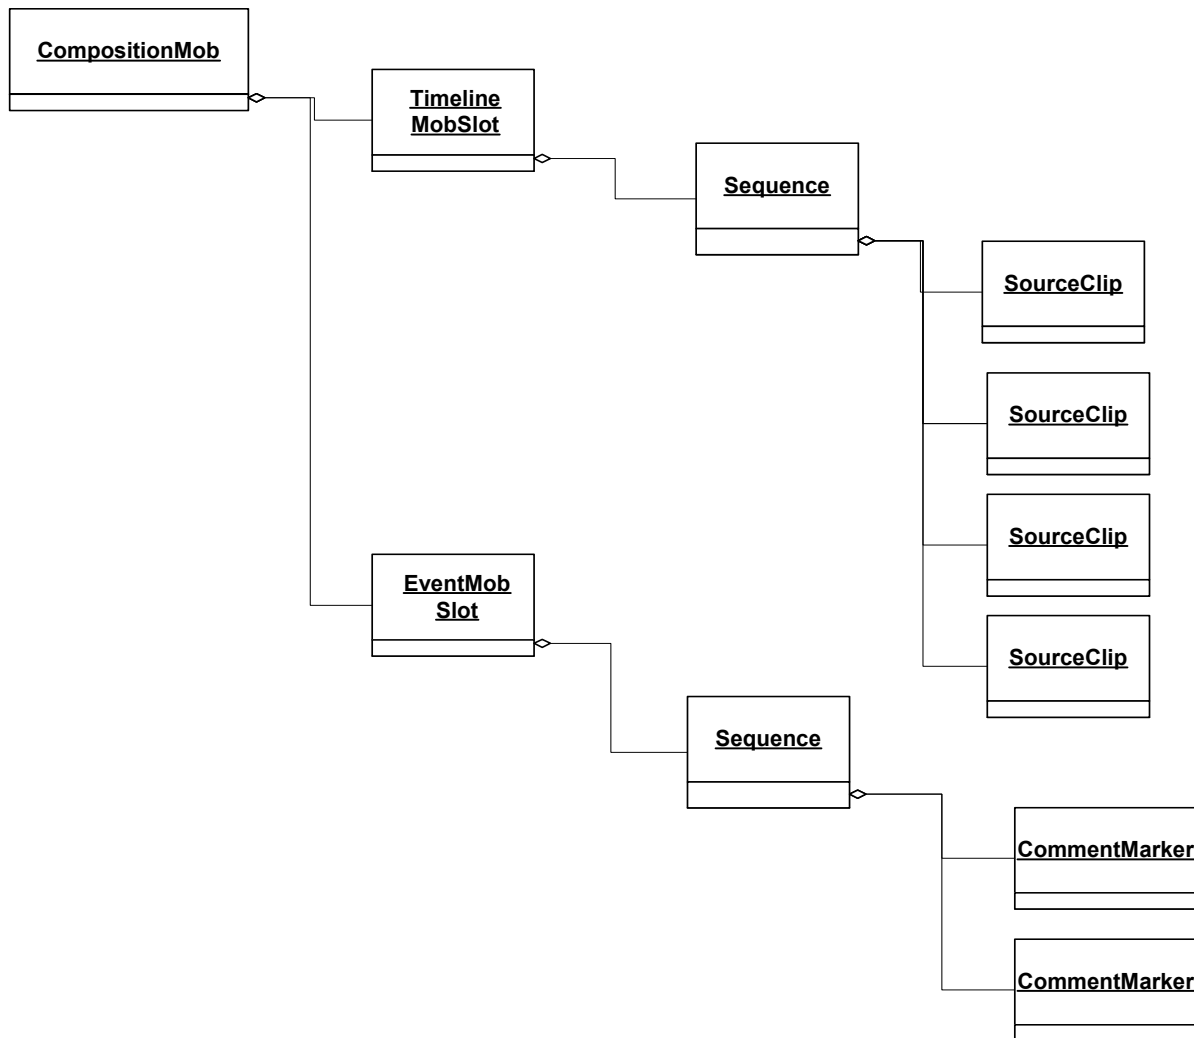 CompositionMob
Timeline
MobSlot
Sequence
SourceClip
SourceClip
SourceClip
EventMob
Slot
SourceClip
Sequence
CommentMarker
CommentMarker